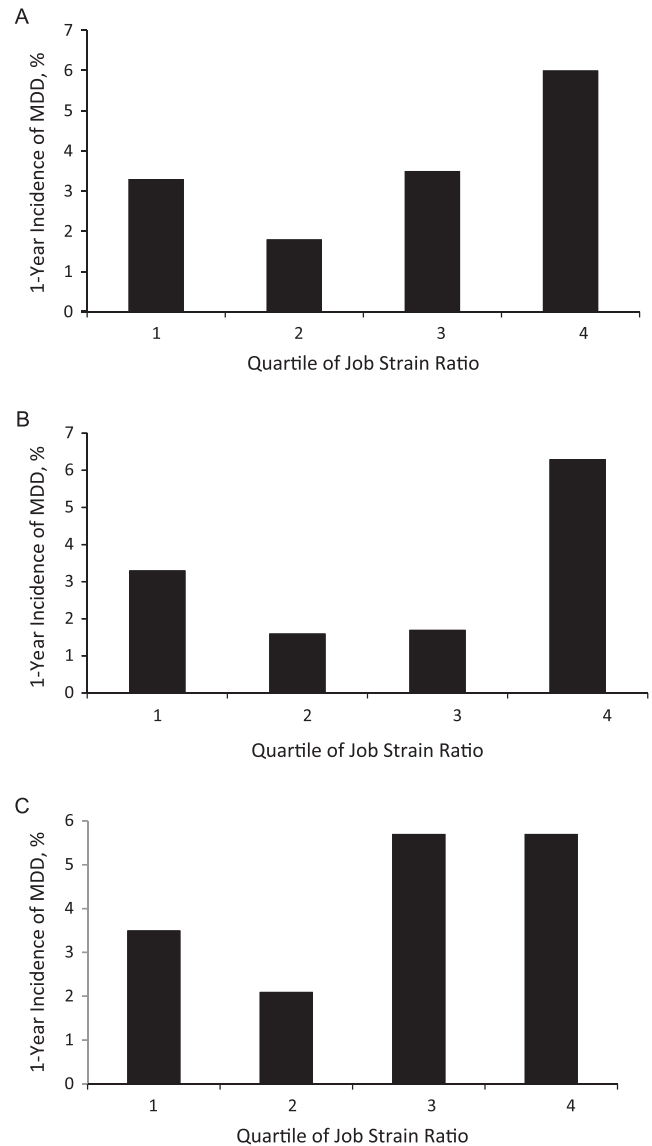 A
1-Year Incidence of MDD, %
7
6
5
4
3
2
1
0
1 2 3 4
Quartile of Job Strain Ratio
B
1-Year Incidence of MDD, %
7
6
5
4
3
2
1
0
1 2 3 4
Quartile of Job Strain Ratio
C
1-Year Incidence of MDD, %
6
5
4
3
2
1
0
1 2 3 4
Quartile of Job Strain Ratio